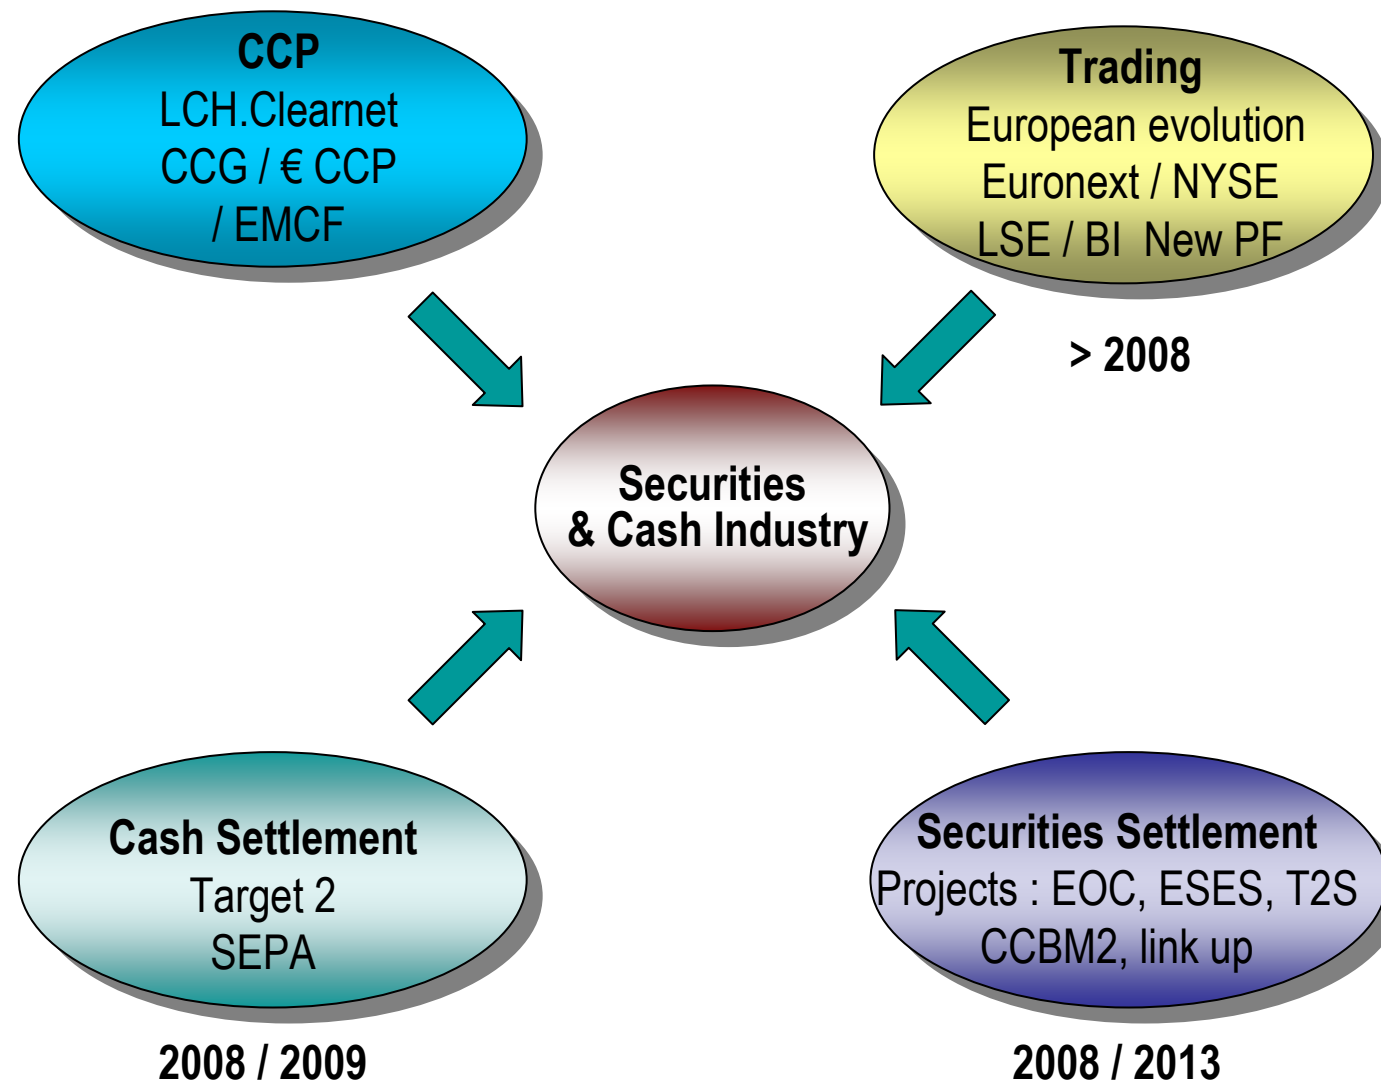 CCP
LCH.Clearnet
CCG / € CCP
/ EMCF
Trading
European evolution
Euronext / NYSE
LSE / BI  New PF
> 2008
Securities
& Cash Industry
Cash Settlement
Target 2
SEPA
2008 / 2009
Securities Settlement
Projects : EOC, ESES, T2S
CCBM2, link up
2008 / 2013